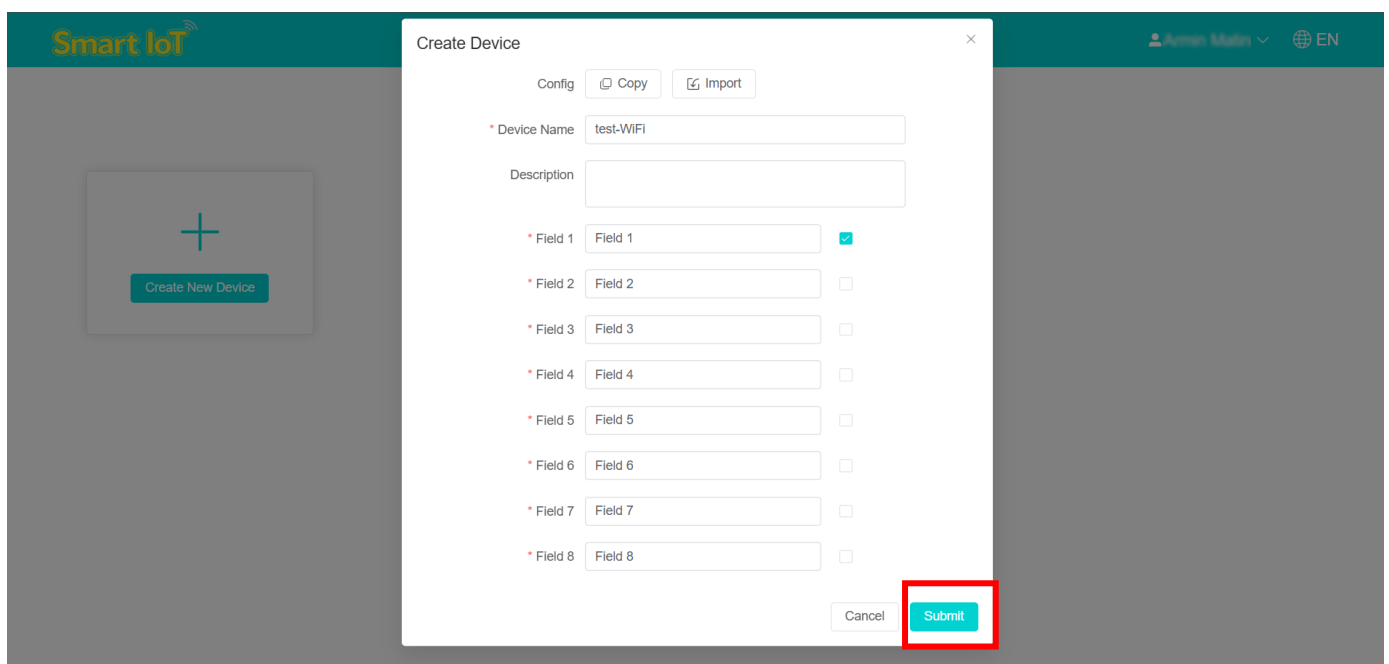 Smart IoT
EN
Create New Device
Create Device
Config Copy Import
* Device Name test-WiFi
Description
* Field 1 Field 1
* Field 2 Field 2
* Field 3 Field 3
* Field 4 Field 4
* Field 5 Field 5
* Field 6 Field 6
* Field 7 Field 7
* Field 8 Field 8
Cancel Submit